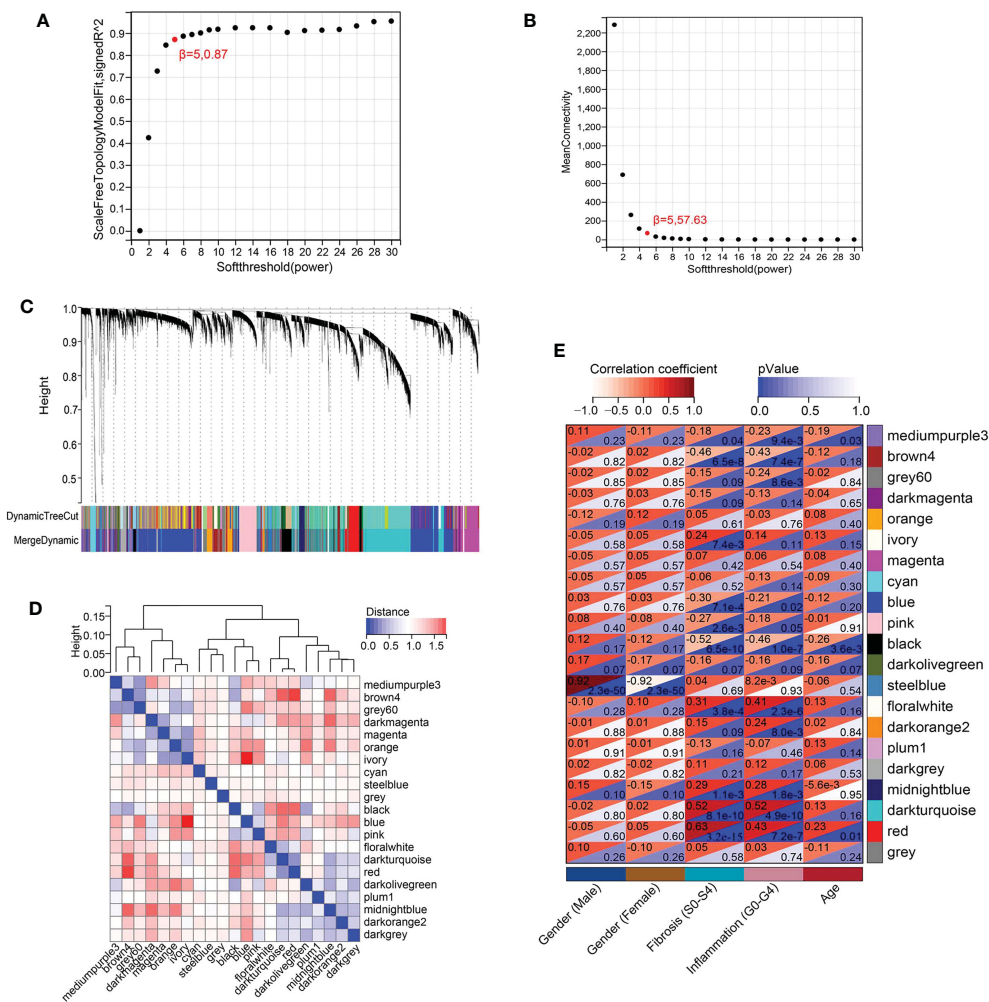 A
ScaleFreeTopologyModelFit,signedR^2
0.9
0.8
0.7
0.6
0.5
0.4
0.3
0.2
0.1
0.0
β=5,0.87
0 2 4 6 8 10 12 14 16 18 20 22 24 26 28 30
Softthreshold(power)
B
MeanConnectivity
2,200
2,000
1,800
1,600
1,400
1,200
1,000
800
600
400
200
0
β=5,57.63
2 4 6 8 10 12 14 16 18 20 22 24 26 28 30
Softthreshold(power)
C
Height
1.0
0.9
0.8
0.7
0.6
0.5
DynamicTreeCut
MergeDynamic
D
Height
0.15
0.10
0.05
0.00
Distance
0.0 0.5 1.0 1.5
mediumpurple3
brown4
grey60
darkmagenta
magenta
orange
ivory
cyan
steelblue
grey
black
blue
pink
floralwhite
darkturquoise
red
darkolivegreen
plum1
midnightblue
darkorange2
darkgrey
mediumpurple3
brown4
grey60
darkmagenta
magenta
orange
ivory
cyan
steelblue
grey
black
blue
pink
floralwhite
darkturquoise
red
darkolivegreen
plum1
midnightblue
darkorange2
darkgrey
E
Correlation coefficient
−1.0 −0.5 0.0 0.5 1.0
pValue
0.0 0.5 1.0
0.11 0.23 -0.11 0.23 -0.18 0.04 -0.23 9.4e-3 -0.19 0.03 mediumpurple3
-0.02 0.82 0.02 0.82 -0.46 6.5e-8 -0.43 7.4e-7 -0.12 0.18 brown4
-0.02 0.85 0.02 0.85 -0.15 0.09 -0.24 8.6e-3 -0.02 0.84 grey60
-0.03 0.76 0.03 0.76 -0.15 0.09 -0.13 0.14 -0.04 0.65 darkmagenta
-0.12 0.19 0.12 0.19 0.05 0.61 -0.03 0.76 0.08 0.40 orange
-0.05 0.58 0.05 0.58 0.24 7.4e-3 0.14 0.11 0.13 0.15 ivory
-0.05 0.57 0.05 0.57 0.07 0.42 0.06 0.54 0.08 0.40 magenta
-0.05 0.57 0.05 0.57 -0.06 0.52 -0.13 0.14 -0.09 0.30 cyan
0.03 0.76 -0.03 0.76 -0.30 7.1e-4 -0.21 0.02 -0.12 0.20 blue
0.08 0.40 -0.08 0.40 -0.27 2.6e-3 -0.18 0.05 -0.01 0.91 pink
0.12 0.17 -0.12 0.17 -0.52 6.5e-10 -0.46 1.0e-7 -0.26 3.6e-3 black
0.17 0.07 -0.17 0.07 -0.16 0.07 -0.16 0.07 -0.16 0.07 darkolivegreen
0.92 2.3e-50 -0.92 2.3e-50 0.04 0.69 8.2e-3 0.93 -0.06 0.54 steelblue
-0.10 0.28 0.10 0.28 0.31 3.8e-4 0.41 2.3e-6 0.13 0.16 floralwhite
-0.01 0.88 0.01 0.88 0.15 0.09 0.24 8.0e-3 0.02 0.84 darkorange2
0.01 0.91 -0.01 0.91 -0.13 0.16 -0.07 0.46 0.13 0.14 plum1
0.02 0.82 -0.02 0.82 0.11 0.21 0.12 0.17 0.06 0.53 darkgrey
0.15 0.10 -0.15 0.10 0.29 1.1e-3 0.28 1.8e-3 -5.6e-3 0.95 midnightblue
-0.02 0.80 0.02 0.80 0.52 8.1e-10 0.52 4.9e-10 0.13 0.16 darkturquoise
-0.05 0.60 0.05 0.60 0.63 3.2e-15 0.43 7.2e-7 0.23 0.01 red
0.10 0.26 -0.10 0.26 0.05 0.58 0.03 0.74 -0.11 0.24 grey
Gender (Male)
Gender (Female)
Fibrosis (S0-S4)
Inflammation (G0-G4)
Age